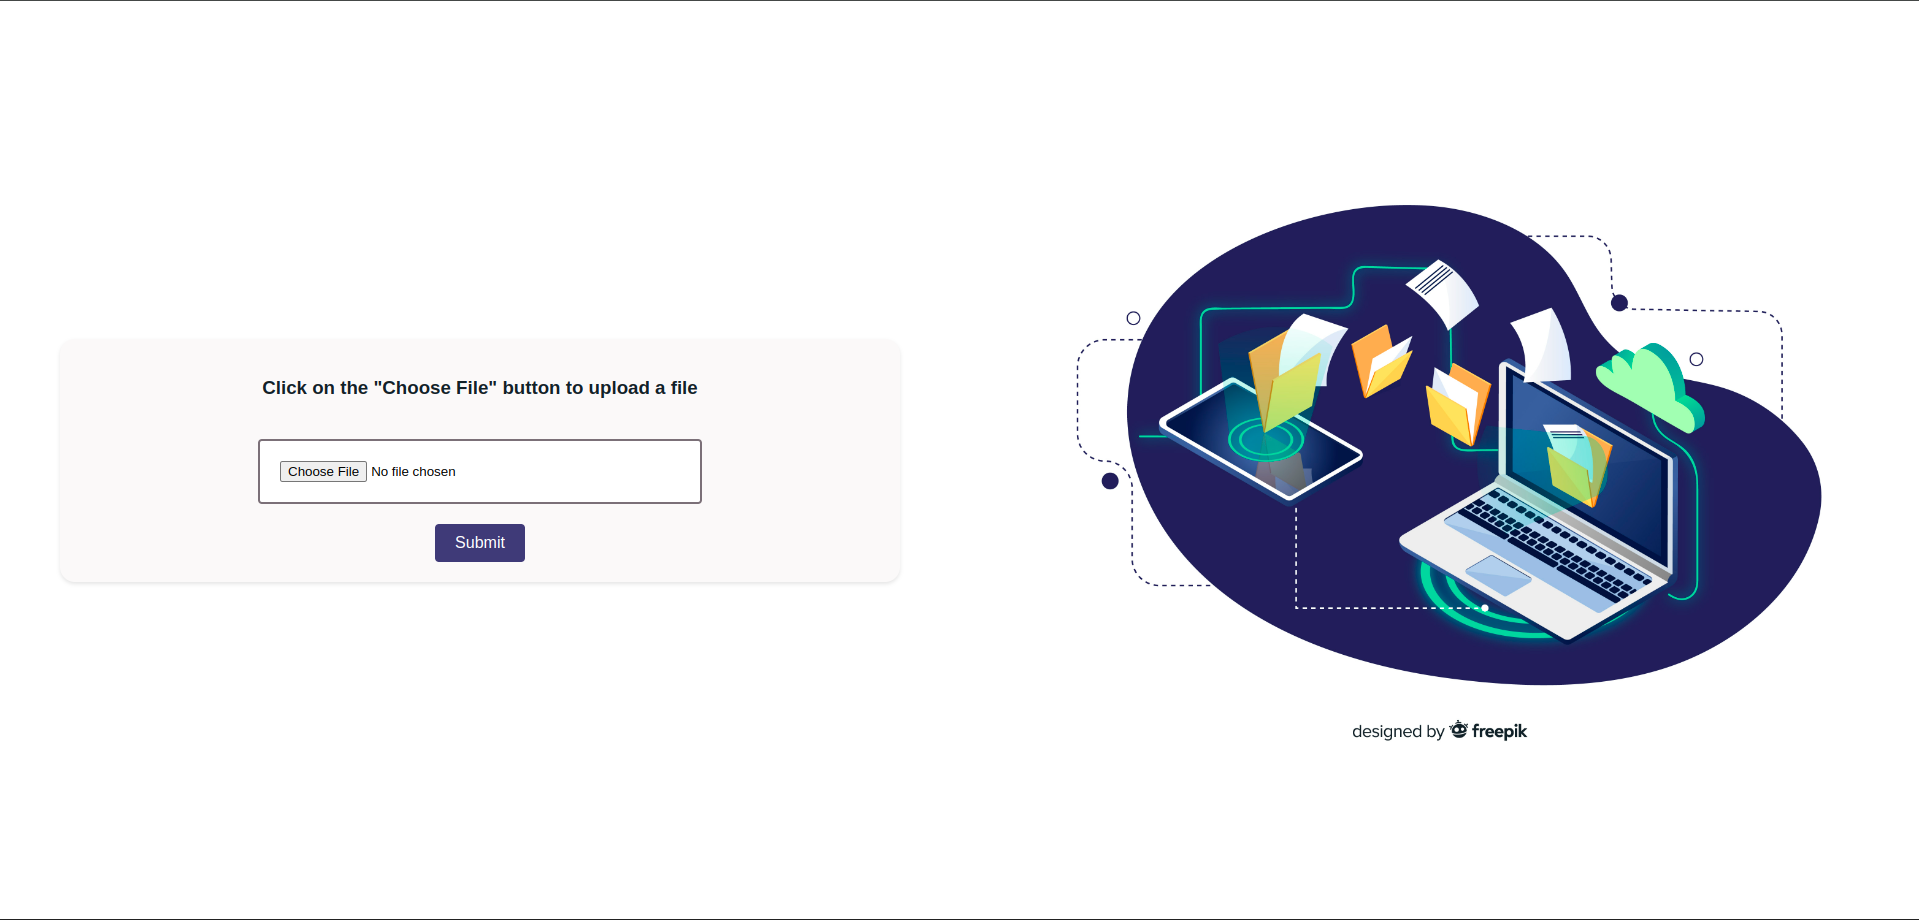 Click on the "Choose File" button to upload a file
Choose File No file chosen
Submit
designed by freepik